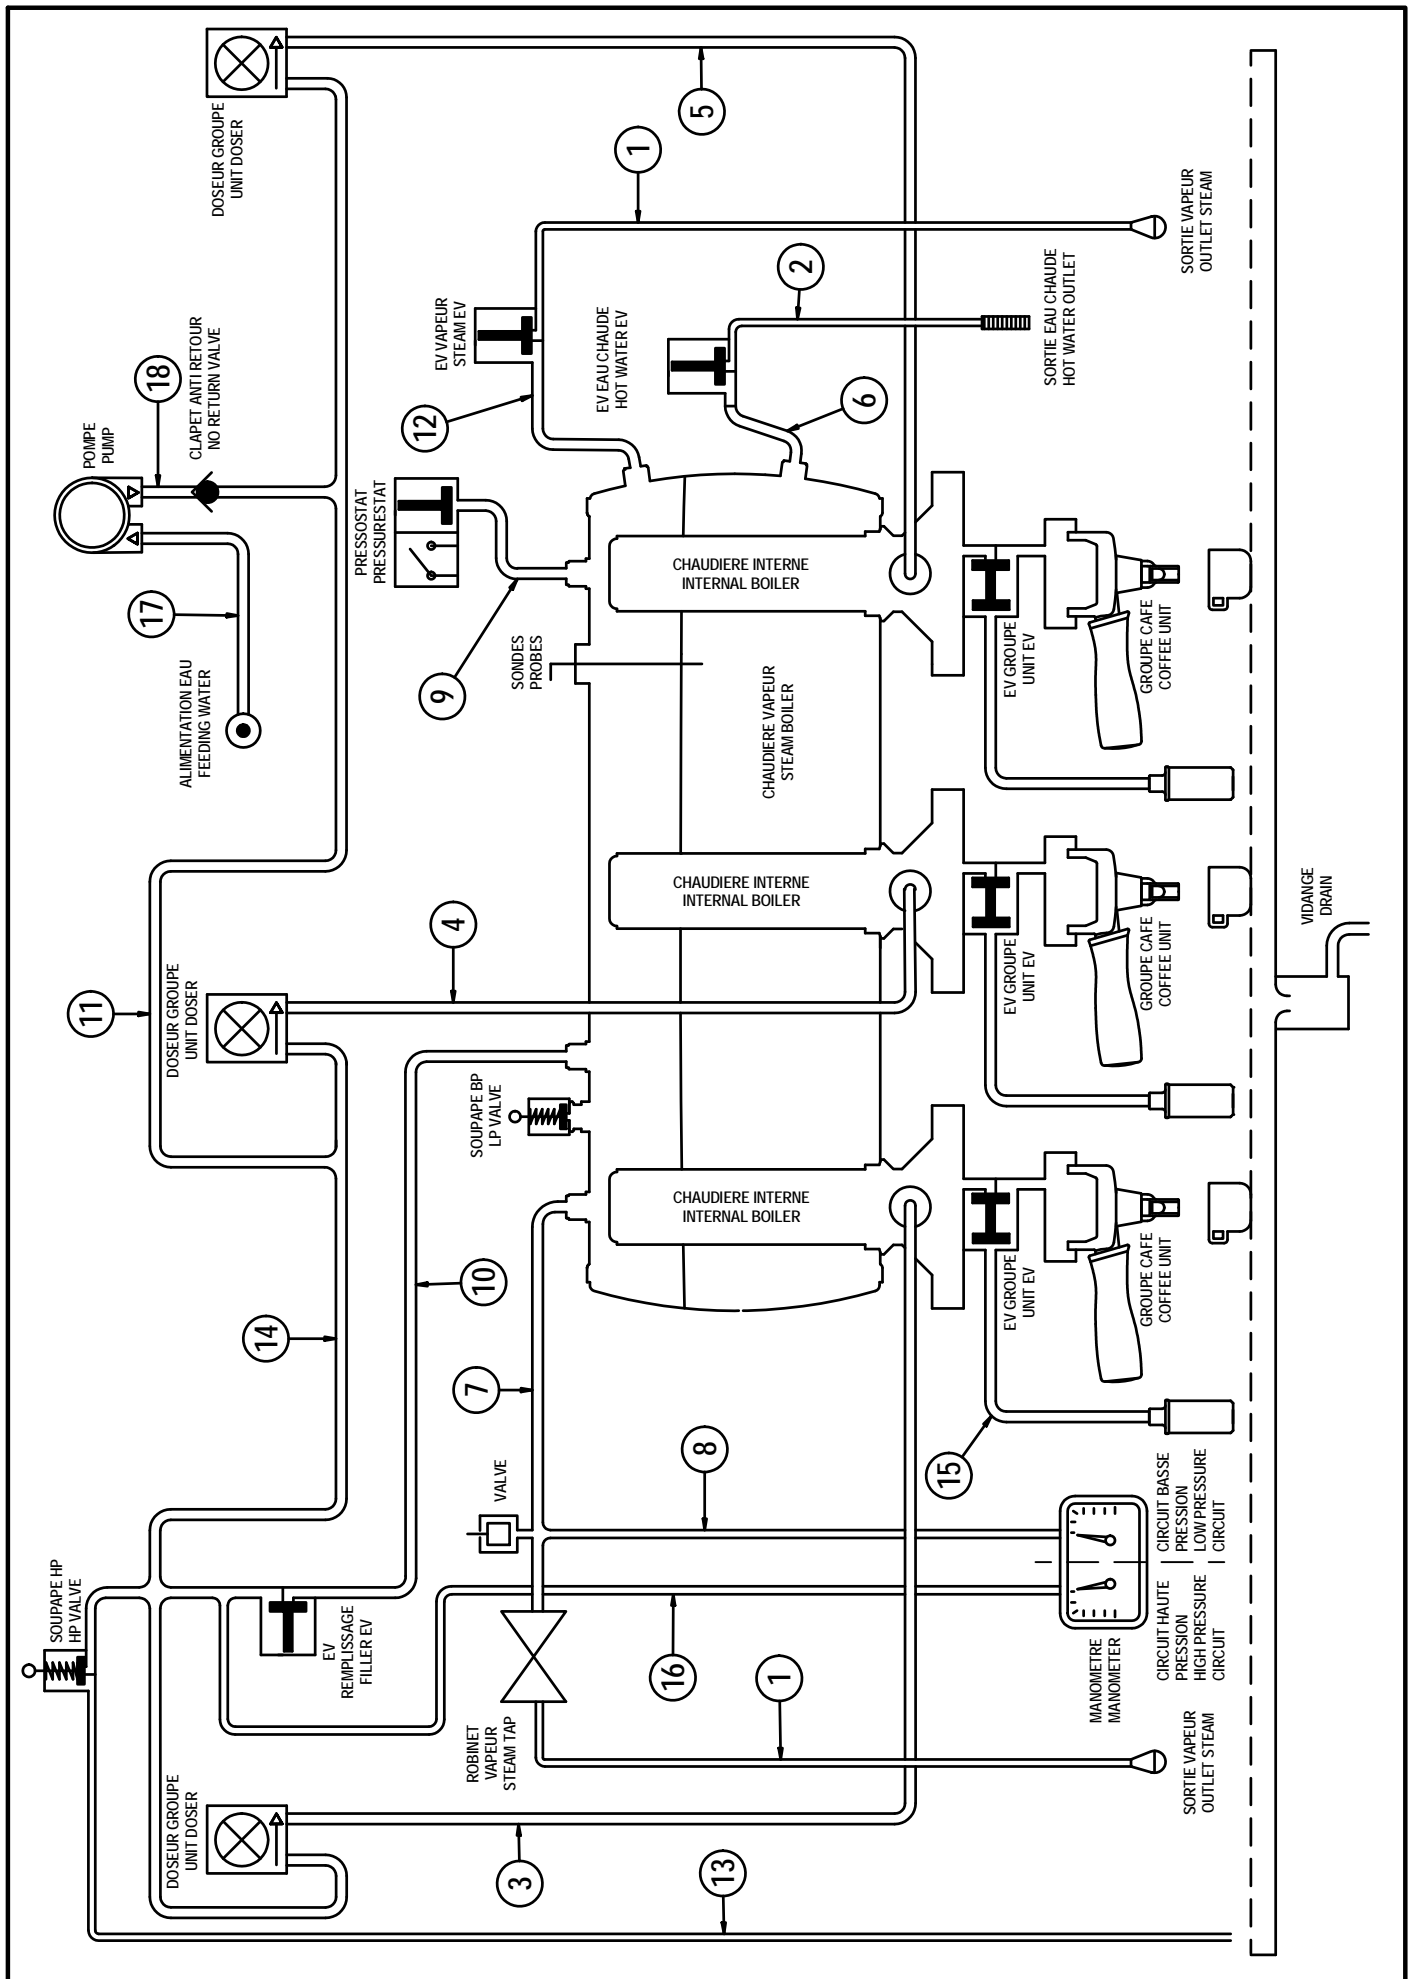 SOUPAPE HP
HP VALVE
DOSEUR GROUPE
UNIT DOSER
EV
REMPLISSAGE
FILLER EV
14
11
DOSEUR GROUPE
UNIT DOSER
ALIMENTATION EAU
FEEDING WATER
17
POMPE
PUMP
18
CLAPET ANTI RETOUR
NO RETURN VALVE
DOSEUR GROUPE
UNIT DOSER
3
ROBINET
VAPEUR
STEAM TAP
VALVE
7
10
SOUPAPE BP
LP VALVE
4
SONDES
PROBES
9
PRESSOSTAT
PRESSURESTAT
12
EV VAPEUR
STEAM EV
EV EAU CHAUDE
HOT WATER EV
1
5
13
1
16
8
CHAUDIERE INTERNE
INTERNAL BOILER
CHAUDIERE INTERNE
INTERNAL BOILER
CHAUDIERE VAPEUR
STEAM BOILER
CHAUDIERE INTERNE
INTERNAL BOILER
6
2
15
EV GROUPE
UNIT EV
EV GROUPE
UNIT EV
EV GROUPE
UNIT EV
SORTIE EAU CHAUDE
HOT WATER OUTLET
SORTIE VAPEUR
OUTLET STEAM
MANOMETRE
MANOMETER
CIRCUIT HAUTE
PRESSION
HIGH PRESSURE
CIRCUIT
CIRCUIT BASSE
PRESSION
LOW PRESSURE
CIRCUIT
GROUPE CAFE
COFFEE UNIT
GROUPE CAFE
COFFEE UNIT
GROUPE CAFE
COFFEE UNIT
SORTIE VAPEUR
OUTLET STEAM
VIDANGE
DRAIN